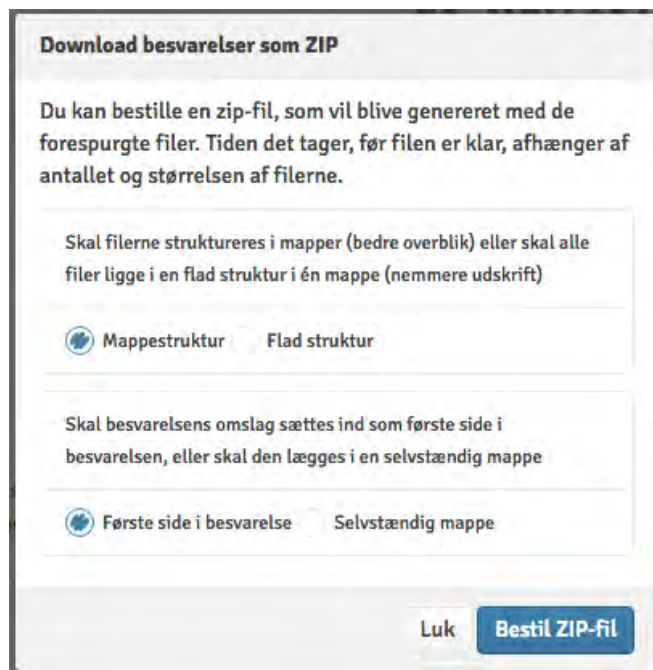 Download besvarelser som ZIP
Du kan bestille en zip-fil, som vil blive genereret med de
forespurgte filer. Tiden det tager, før filen er klar, afhænger af
antallet og størrelsen af filerne.
Skal filerne struktureres i mapper (bedre overblik) eller skal alle
filer ligge i en flad struktur i én mappe (nemmere udskrift)
Mappestruktur Flad struktur
Skal besvarelsens omslag sættes ind som første side i
besvarelsen, eller skal den lægges i en selvstændig mappe
Første side i besvarelse Selvstændig mappe
Luk Bestil ZIP-fil